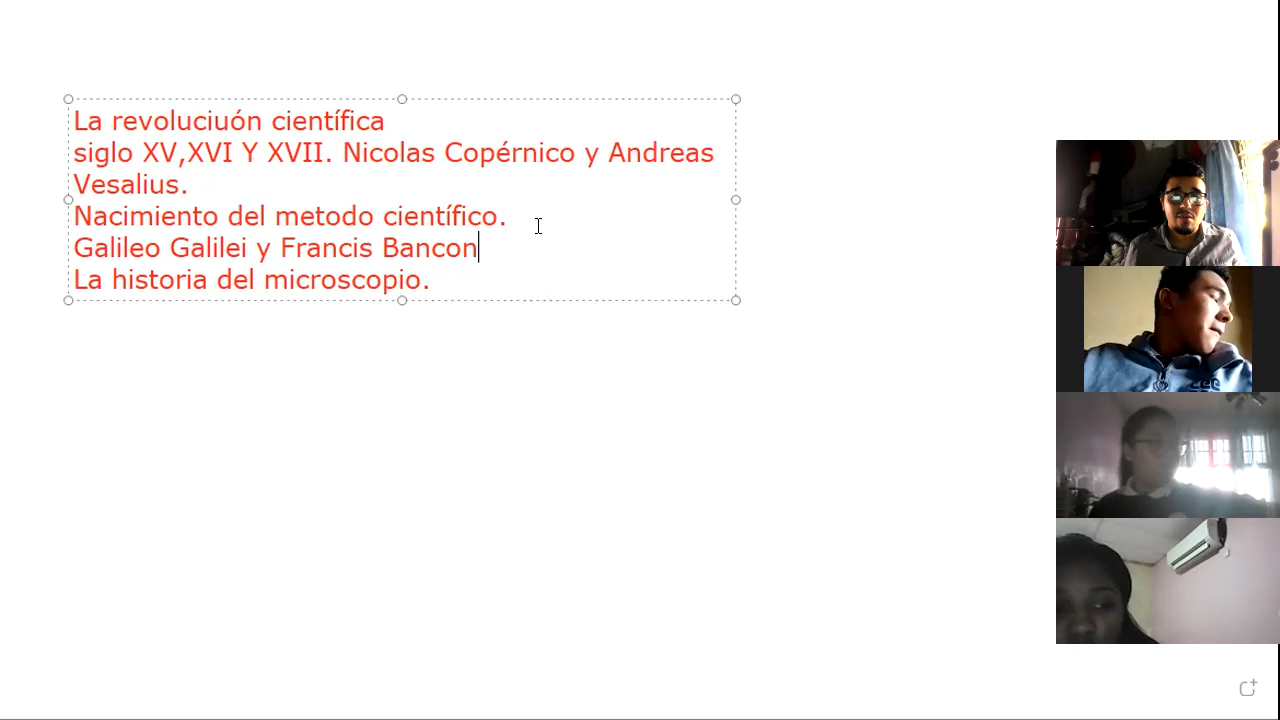 La revoluciuón científica
siglo XV,XVI Y XVII. Nicolas Copérnico y Andreas
Vesalius.
Nacimiento del metodo científico.
Galileo Galilei y Francis Bancon
La historia del microscopio.